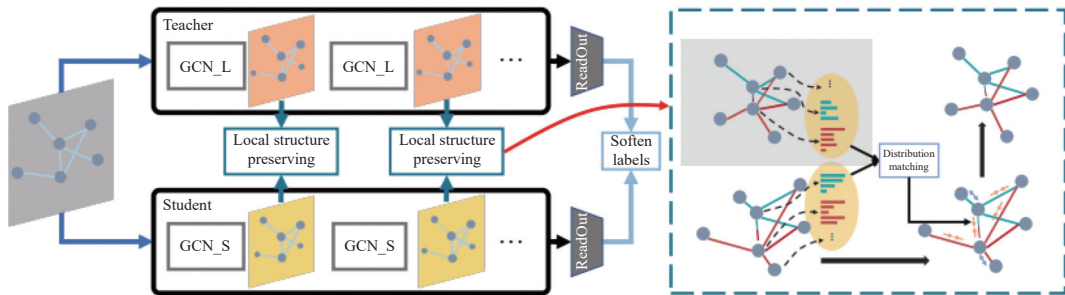 Teacher
GCN_L
GCN_L
...
ReadOut
Local structure
preserving
Local structure
preserving
Soften
labels
Student
GCN_S
GCN_S
...
ReadOut
...
Distribution
matching
...